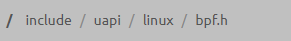 / include / uapi / linux / bpf.h